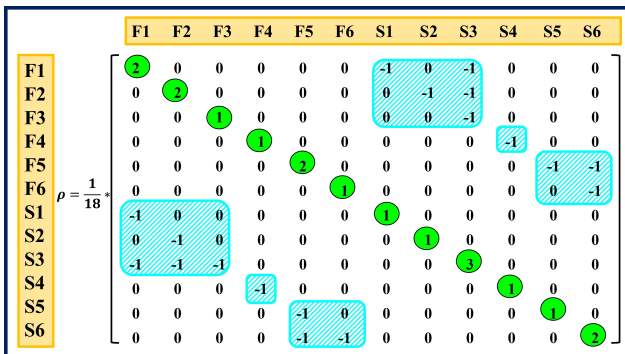 F1 F2 F3 F4 F5 F6 S1 S2 S3 S4 S5 S6
F1 2 0 0 0 0 0 -1 0 -1 0 0 0
F2 0 2 0 0 0 0 0 -1 -1 0 0 0
F3 0 0 1 0 0 0 0 0 -1 0 0 0
F4 0 0 0 1 0 0 0 0 0 -1 0 0
F5 0 0 0 0 2 0 0 0 0 0 -1 -1
F6 0 0 0 0 0 1 0 0 0 0 0 -1
ρ = 1/18 *
S1 -1 0 0 0 0 0 1 0 0 0 0 0
S2 0 -1 0 0 0 0 0 1 0 0 0 0
S3 -1 -1 -1 0 0 0 0 0 3 0 0 0
S4 0 0 0 -1 0 0 0 0 0 1 0 0
S5 0 0 0 0 -1 0 0 0 0 0 1 0
S6 0 0 0 0 -1 -1 0 0 0 0 0 2